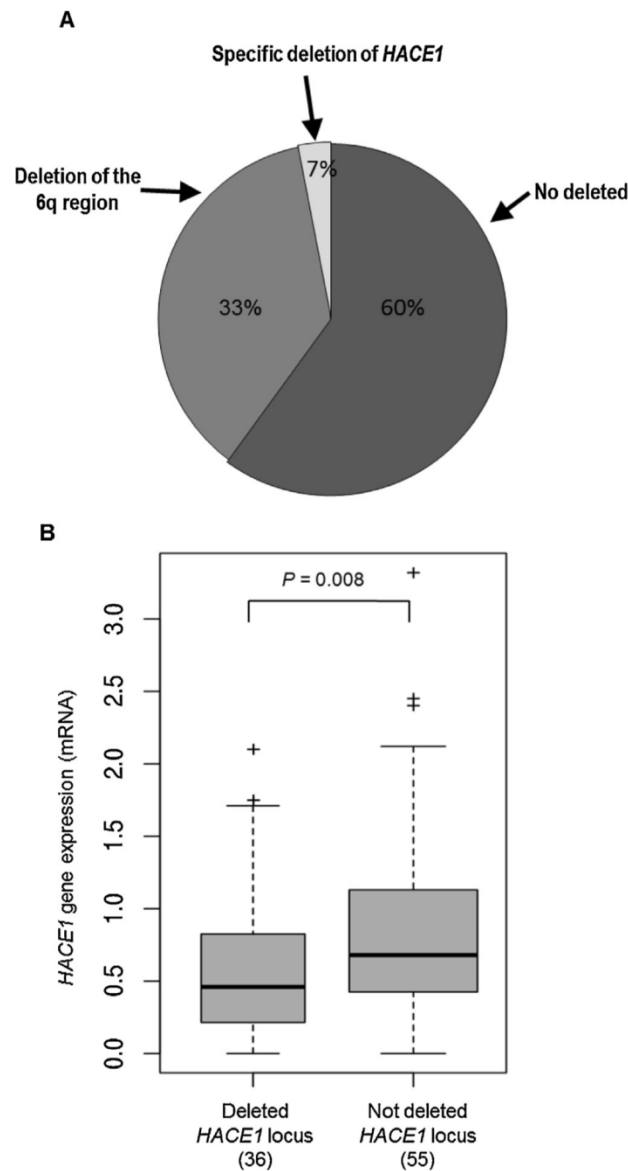 A
Specific deletion of HACE1
Deletion of the
6q region
7%
No deleted
33%
60%
B
P = 0.008
HACE1 gene expression (mRNA)
3.0
2.5
2.0
1.5
1.0
0.5
0.0
Deleted
HACE1 locus
(36)
Not deleted
HACE1 locus
(55)